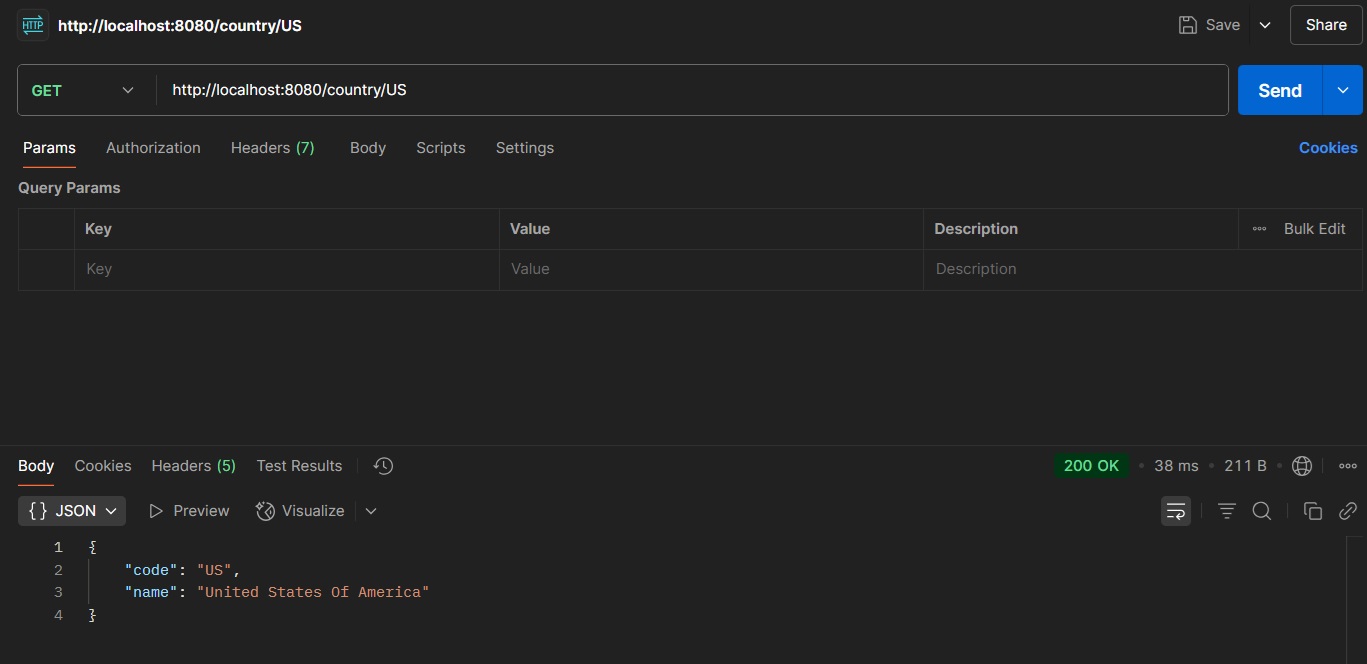 HTTP http://localhost:8080/country/US Save Share
GET http://localhost:8080/country/US Send
Params Authorization Headers (7) Body Scripts Settings Cookies
Query Params
Key Value Description Bulk Edit
Key Value Description
Body Cookies Headers (5) Test Results 200 OK • 38 ms • 211 B •
{} JSON Preview Visualize
1 {
2 "code": "US",
3 "name": "United States Of America"
4 }